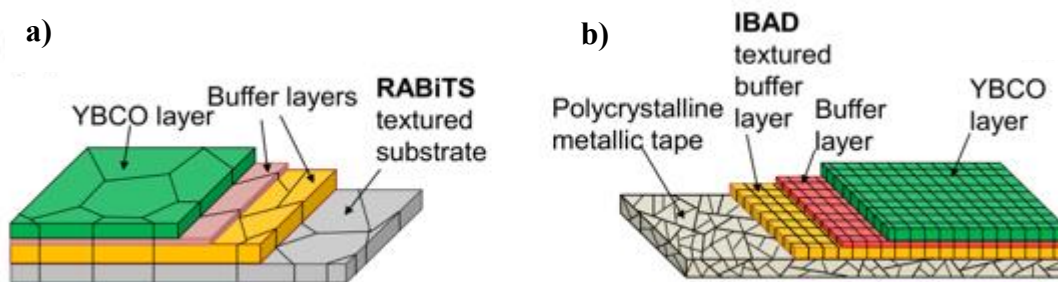 a)
YBCO layer
Buffer layers
RABiTS
textured
substrate
b)
Polycrystalline
metallic tape
IBAD
textured
buffer
layer
Buffer
layer
YBCO
layer